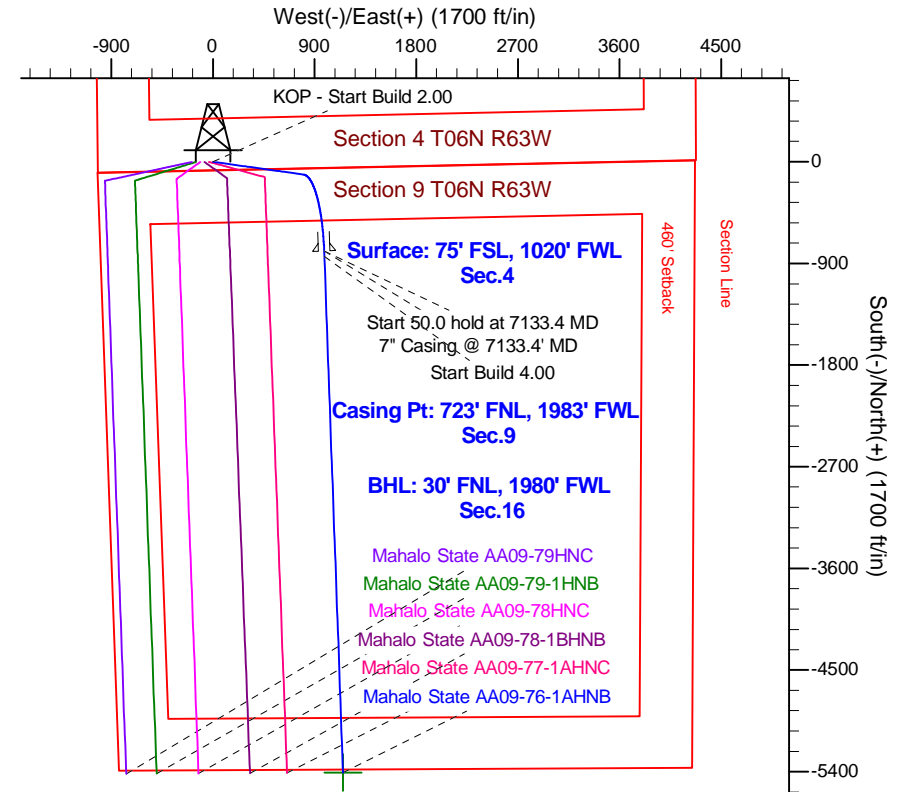 West(-)/East(+) (1700 ft/in)
-900 0 900 1800 2700 3600 4500
KOP - Start Build 2.00
Section 4 T06N R63W
0
Section 9 T06N R63W
460' Setback
Section Line
Surface: 75' FSL, 1020' FWL
Sec.4
-900
Start 50.0 hold at 7133.4 MD
7" Casing @ 7133.4' MD
Start Build 4.00
-1800
South(-)/North(+) (1700 ft/in)
Casing Pt: 723' FNL, 1983' FWL
Sec.9
-2700
BHL: 30' FNL, 1980' FWL
Sec.16
Mahalo State AA09-79HNC
-3600
Mahalo State AA09-79-1HNB
Mahalo State AA09-78HNC
Mahalo State AA09-78-1BHNB
Mahalo State AA09-77-1AHNC
-4500
Mahalo State AA09-76-1AHNB
-5400